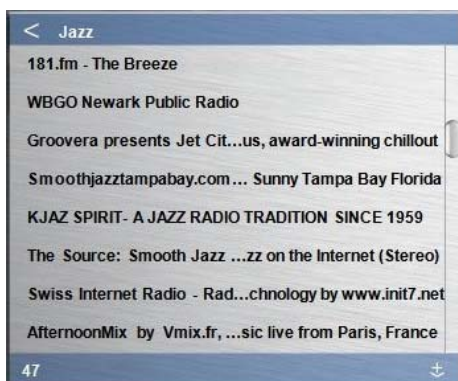 < Jazz
181.fm - The Breeze
WBGO Newark Public Radio
Groovera presents Jet Cit...us, award-winning chillout
Smoothjazztampabay.com... Sunny Tampa Bay Florida
KJAZ SPIRIT- A JAZZ RADIO TRADITION SINCE 1959
The Source: Smooth Jazz ...zz on the Internet (Stereo)
Swiss Internet Radio - Rad...chnology by www.init7.net
AfternoonMix by Vmix.fr, ...sic live from Paris, France
47